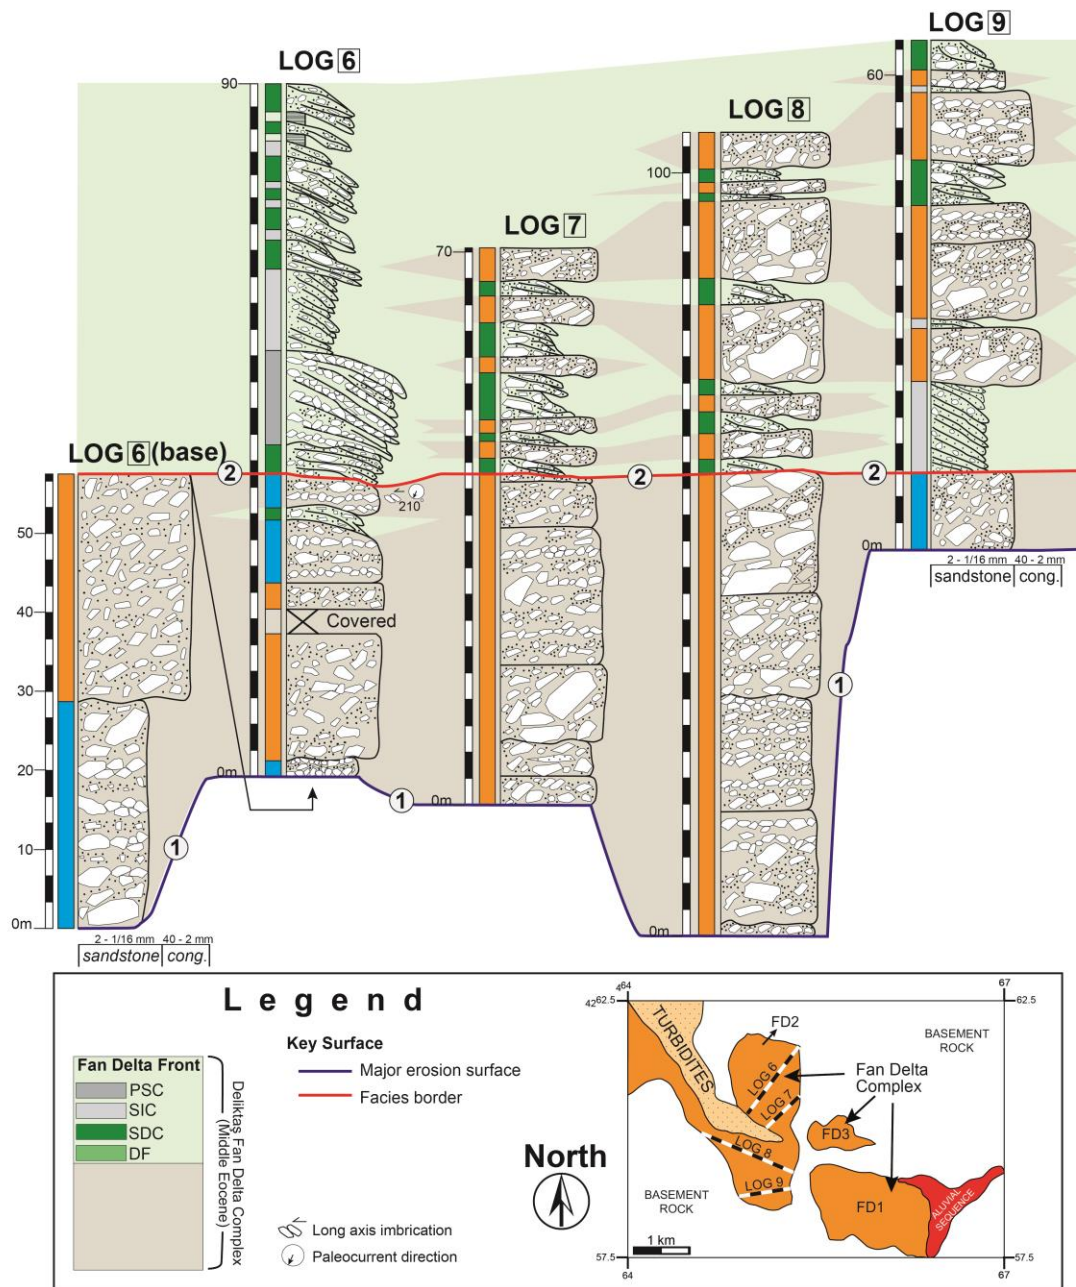 LOG 9
LOG 6
90
60
LOG 8
100
LOG 7
70
LOG 6 (base)
2
2
2
210
50
0m
2 - 1/16 mm 40 - 2 mm
sandstone cong.
40
Covered
30
1
20
0m
0m
1
10
1
0m
0m
2 - 1/16 mm 40 - 2 mm
sandstone cong.
Legend
Key Surface
Major erosion surface
Facies border
Fan Delta Front
PSC
SIC
SDC
DF
Deliktaş Fan Delta Complex
(Middle Eocene)
Long axis imbrication
Paleocurrent direction
North
464
67
4262.5
62.5
TURBIDITES
FD2
BASEMENT
ROCK
LOG 6
Fan Delta
Complex
LOG 7
FD3
LOG 8
LOG 9
BASEMENT
ROCK
FD1
ALUVIAL
SEQUENCE
1 km
57.5
57.5
64
67